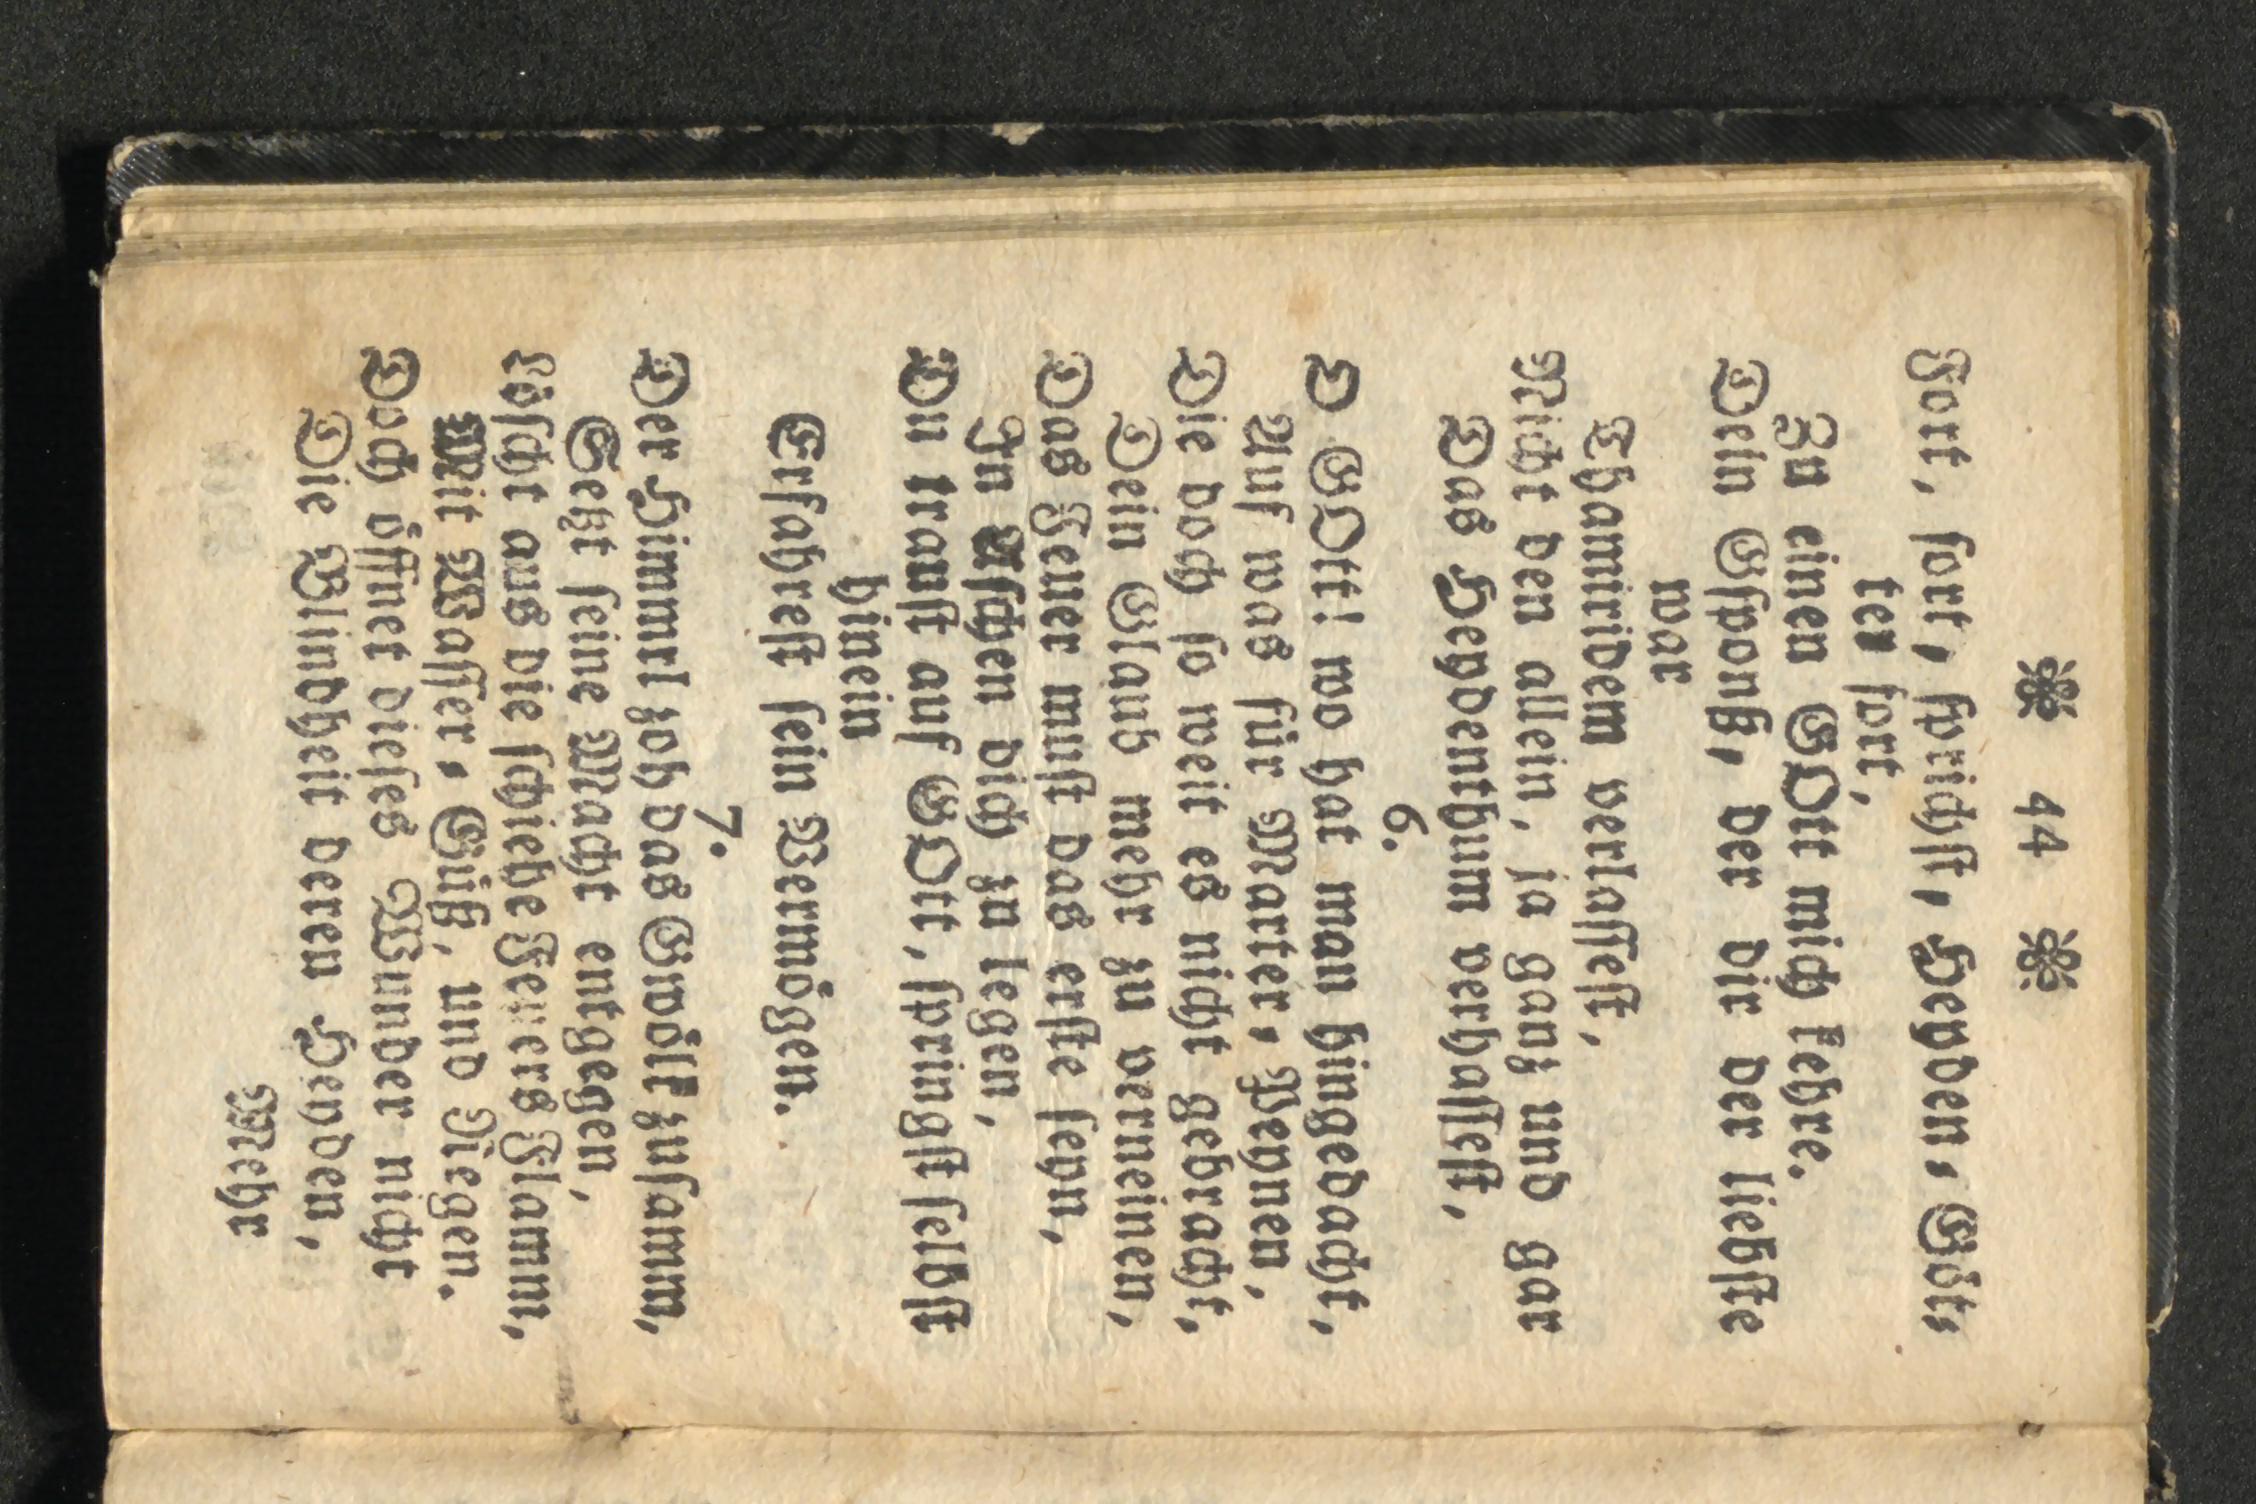 ❋ 44 ❋
Fort, fort, sprichst, Heyden, Göt,
ter fort,
Zu einen GOtt mich kehre.
Dein Gsponß, der dir der liebste
war
Thamiridem verlassest,
Nicht den allein, ja ganz und gar
Das Heydenthum verhassest,
6.
O GOtt! wo hat man hingedacht,
Auf was für Marter, Peynen,
Die doch so weit es nicht gebracht,
Dein Glaub mehr zu verneinen,
Das Feuer must das erste seyn,
In Aschen dich zu legen,
Du traust auf GOtt, springst selbst
hinein
Erfahrest sein Vermögen.
7.
Der Himmel zoh das Gwölk zusamm,
Setzt seine Macht entgegen,
Löscht aus die schiehe Feuers Flamm,
Mit Wasser, Güß, und Regen.
Doch öffnet dieses Wunder nicht
Die Blindheit deren Heyden,
Mehr